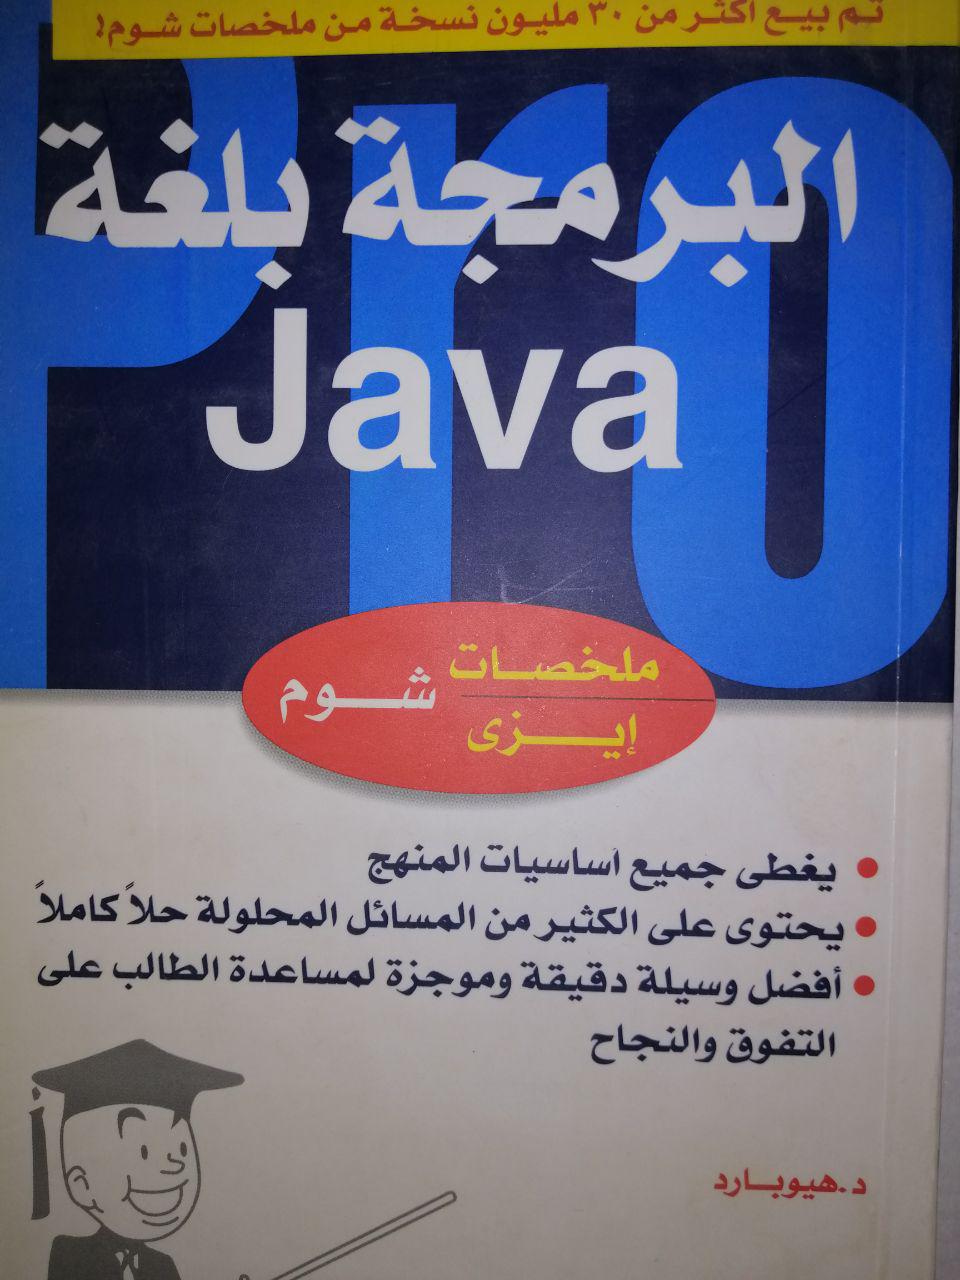 تم بيع أكثر من ٣٠ مليون نسخة من ملخصات شوم!
Pro
البرمجة بلغة
Java
ملخصات
إيزى
شوم
يغطى جميع أساسيات المنهج
يحتوى على الكثير من المسائل المحلولة حلاً كاملاً
أفضل وسيلة دقيقة وموجزة لمساعدة الطالب على
التفوق والنجاح
د.هيوبارد